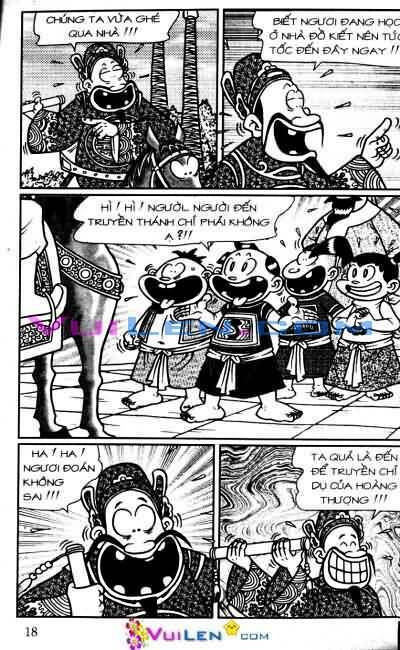 CHÚNG TA VỪA GHÉ
QUA NHÀ !!!
BIẾT NGƯƠI ĐANG HỌC
Ở NHÀ ĐỒ KIẾT NÊN TỨC
TỐC ĐẾN ĐÂY NGAY !!!
HÌ ! HÌ ! NGƯỜI.. NGƯỜI ĐẾN
TRUYỀN THÁNH CHỈ PHẢI KHÔNG
Ạ ?!!
VUILEN.COM
HA ! HA !
NGƯƠI ĐOÁN
KHÔNG
SAI !!!
TA QUẢ LÀ ĐẾN
ĐỂ TRUYỀN CHỈ
DỤ CỦA HOÀNG
THƯỢNG !!!
18
VUILEN.COM